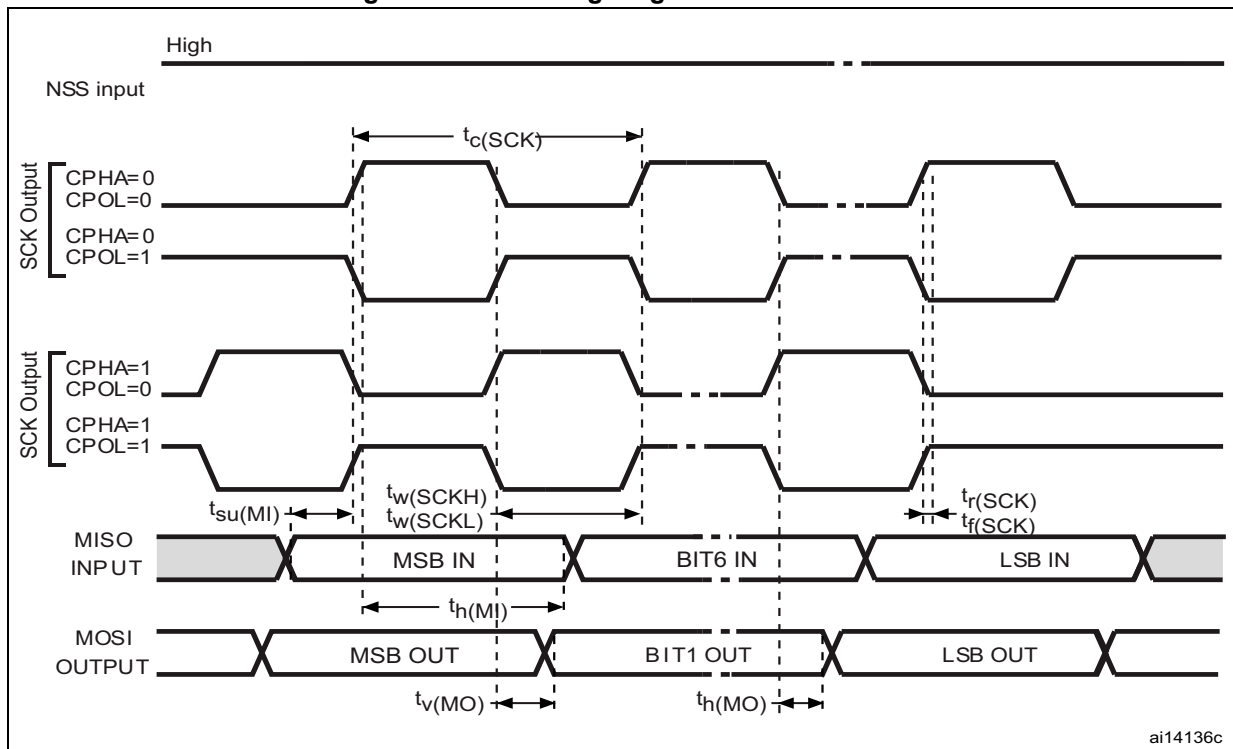 High
NSS input
tc(SCK)
SCK Output
CPHA=0
CPOL=0
CPHA=0
CPOL=1
SCK Output
CPHA=1
CPOL=0
CPHA=1
CPOL=1
tsu(MI)
tw(SCKH)
tw(SCKL)
tr(SCK)
tf(SCK)
MISO
INPUT
MSB IN
BIT6 IN
LSB IN
th(MI)
MOSI
OUTPUT
MSB OUT
BIT1 OUT
LSB OUT
tv(MO)
th(MO)
ai14136c